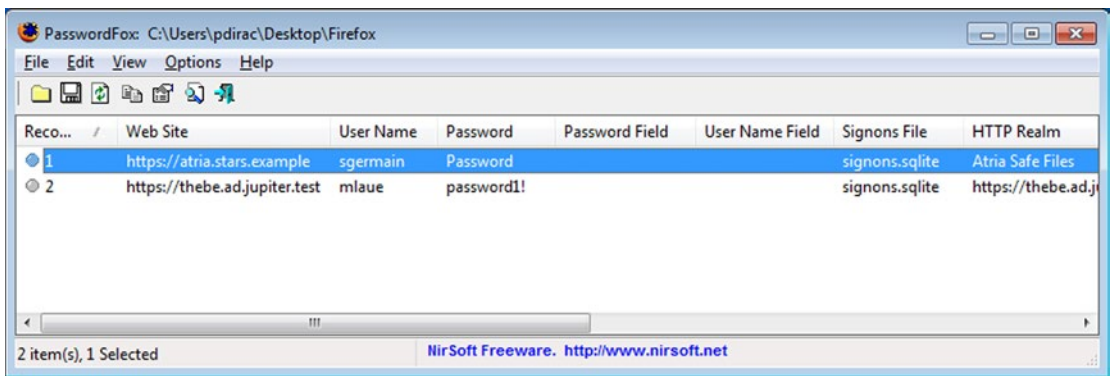 PasswordFox: C:\Users\pdirac\Desktop\Firefox
File Edit View Options Help
Reco... / Web Site User Name Password Password Field User Name Field Signons File HTTP Realm
1 https://atria.stars.example sgermain Password signons.sqlite Atria Safe Files
2 https://thebe.ad.jupiter.test mlaue password1! signons.sqlite https://thebe.ad.ju
2 item(s), 1 Selected NirSoft Freeware. http://www.nirsoft.net